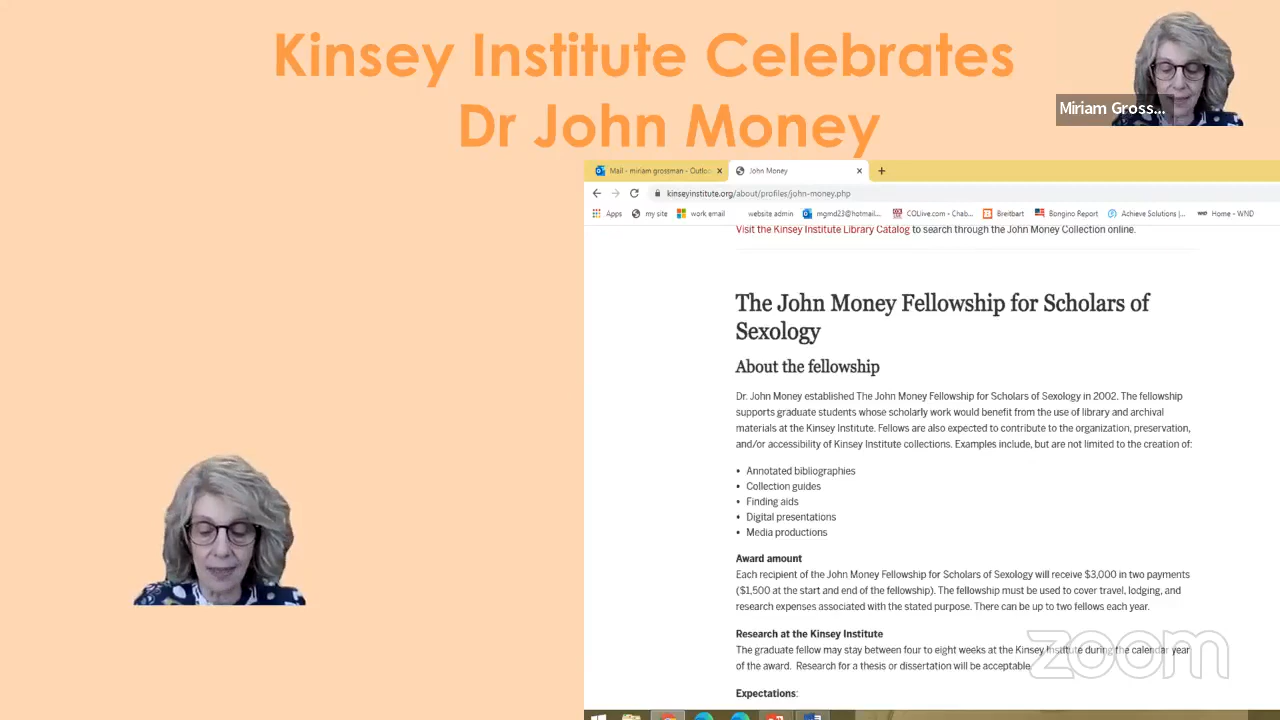 Kinsey Institute Celebrates
Dr John Money
Miriam Gross...
Mail - miriam grossman - Outlo
John Money
kinseyinstitute.org/about/profiles/john-money.php
Apps
my site
work email
website admin
mgmd23@hotmail...
COLive.com - Chab...
Breitbart
Bongino Report
Achieve Solutions |...
Home - WND
Visit the Kinsey Institute Library Catalog to search through the John Money Collection online.
The John Money Fellowship for Scholars of
Sexology
About the fellowship
Dr. John Money established The John Money Fellowship for Scholars of Sexology in 2002. The fellowship
supports graduate students whose scholarly work would benefit from the use of library and archival
materials at the Kinsey Institute. Fellows are also expected to contribute to the organization, preservation,
and/or accessibility of Kinsey Institute collections. Examples include, but are not limited to the creation of:
• Annotated bibliographies
• Collection guides
• Finding aids
• Digital presentations
• Media productions
Award amount
Each recipient of the John Money Fellowship for Scholars of Sexology will receive $3,000 in two payments
($1,500 at the start and end of the fellowship). The fellowship must be used to cover travel, lodging, and
research expenses associated with the stated purpose. There can be up to two fellows each year.
Research at the Kinsey Institute
The graduate fellow may stay between four to eight weeks at the Kinsey Institute during the calendar year
of the award. Research for a thesis or dissertation will be acceptable
zoom
Expectations: